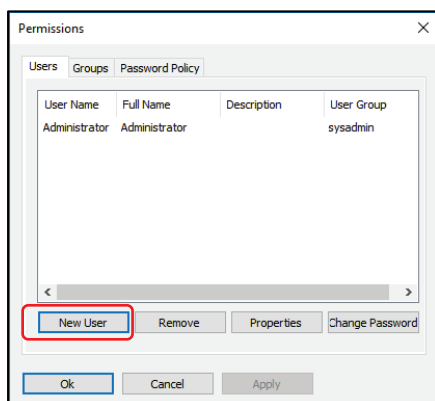 Permissions
Users Groups Password Policy
User Name Full Name Description User Group
Administrator Administrator sysadmin
New User Remove Properties Change Password
Ok Cancel Apply